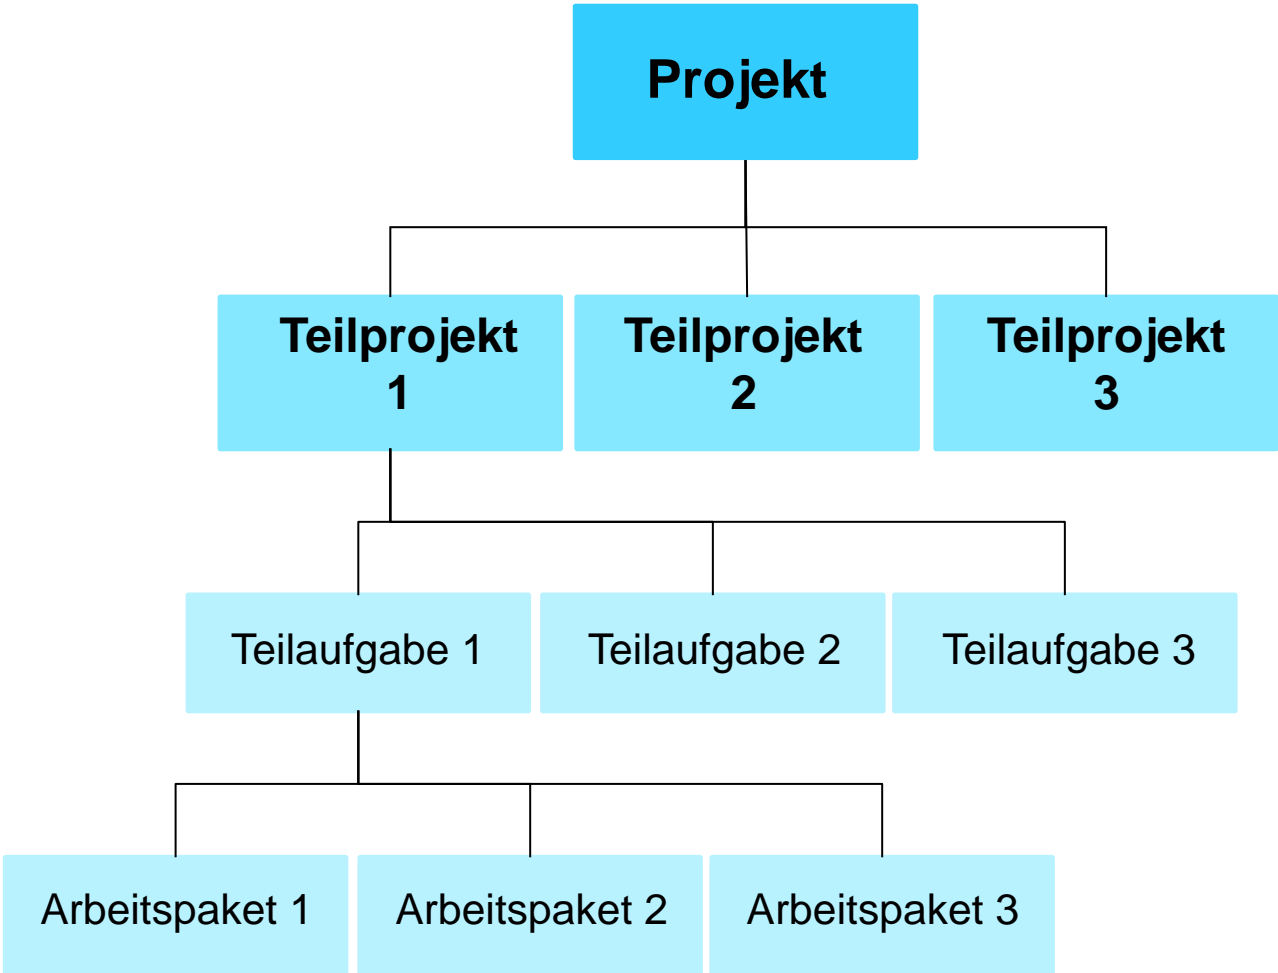 Projekt
Teilprojekt
1
Teilprojekt
2
Teilprojekt
3
Teilaufgabe 1
Teilaufgabe 2
Teilaufgabe 3
Arbeitspaket 1
Arbeitspaket 2
Arbeitspaket 3